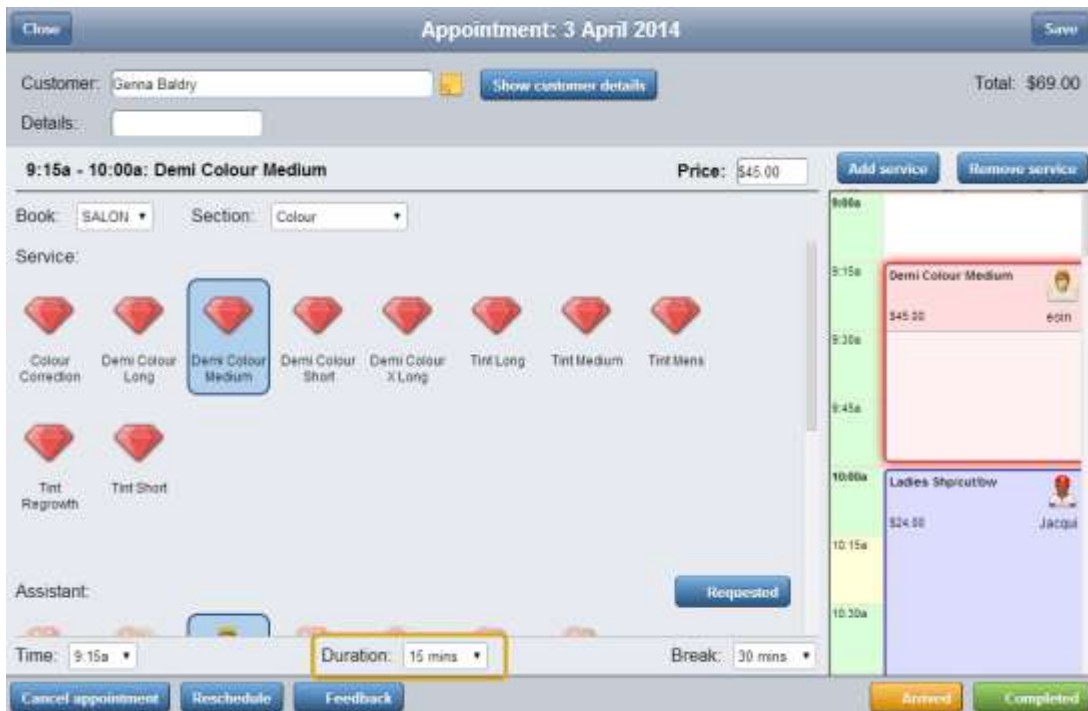 Close
Appointment: 3 April 2014
Save
Customer: Genna Baldry
Show customer details
Total: $69.00
Details:
9:15a - 10:00a: Demi Colour Medium
Price: $45.00
Add service
Remove service
Book: SALON
Section: Colour
Service:
Colour Correction
Demi Colour Long
Demi Colour Medium
Demi Colour Short
Demi Colour X Long
Tint Long
Tint Medium
Tint Mens
Tint Regrowth
Tint Short
Assistant:
Requested
Time: 9:15a
Duration: 15 mins
Break: 30 mins
9:00a
9:15a
Demi Colour Medium
$45.00
eoin
9:30a
9:45a
10:00a
Ladies Shp/cut/bw
$24.00
Jacqui
10:15a
10:30a
Cancel appointment
Reschedule
Feedback
Arrived
Completed